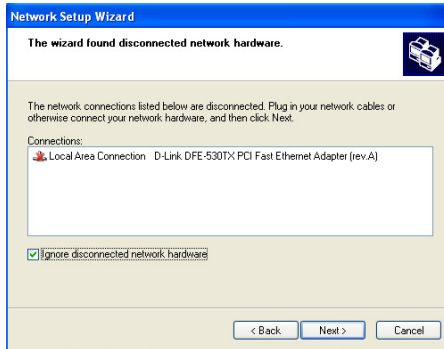 Network Setup Wizard
The wizard found disconnected network hardware.
The network connections listed below are disconnected. Plug in your network cables or
otherwise connect your network hardware, and then click Next.
Connections:
Local Area Connection D-Link DFE-530TX PCI Fast Ethernet Adapter (rev.A)
Ignore disconnected network hardware
< Back Next > Cancel